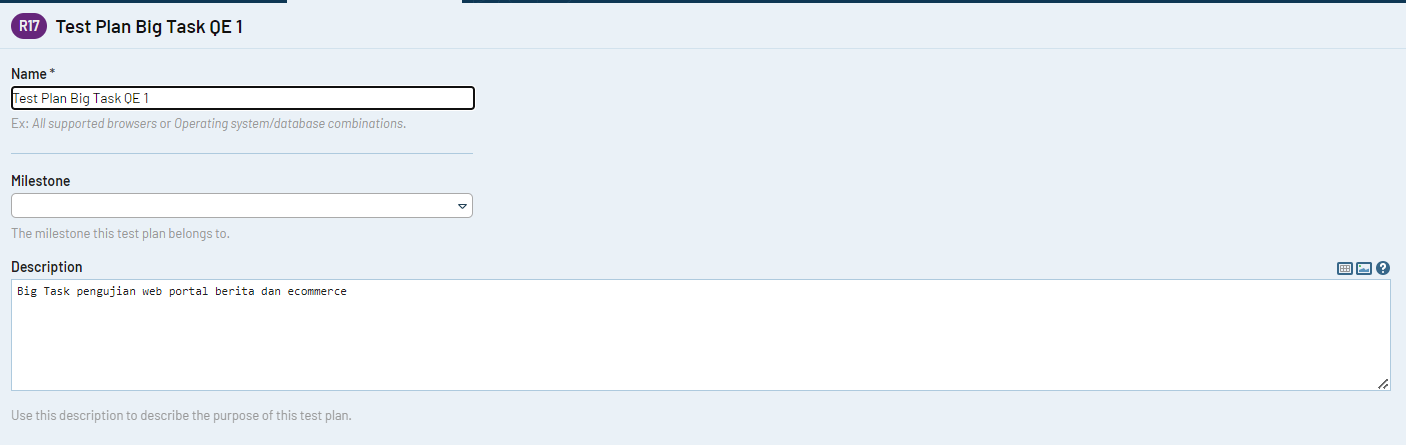 R17 Test Plan Big Task QE 1
Name *
Test Plan Big Task QE 1
Ex: All supported browsers or Operating system/database combinations.
Milestone
The milestone this test plan belongs to.
Description
?
Big Task pengujian web portal berita dan ecommerce
Use this description to describe the purpose of this test plan.